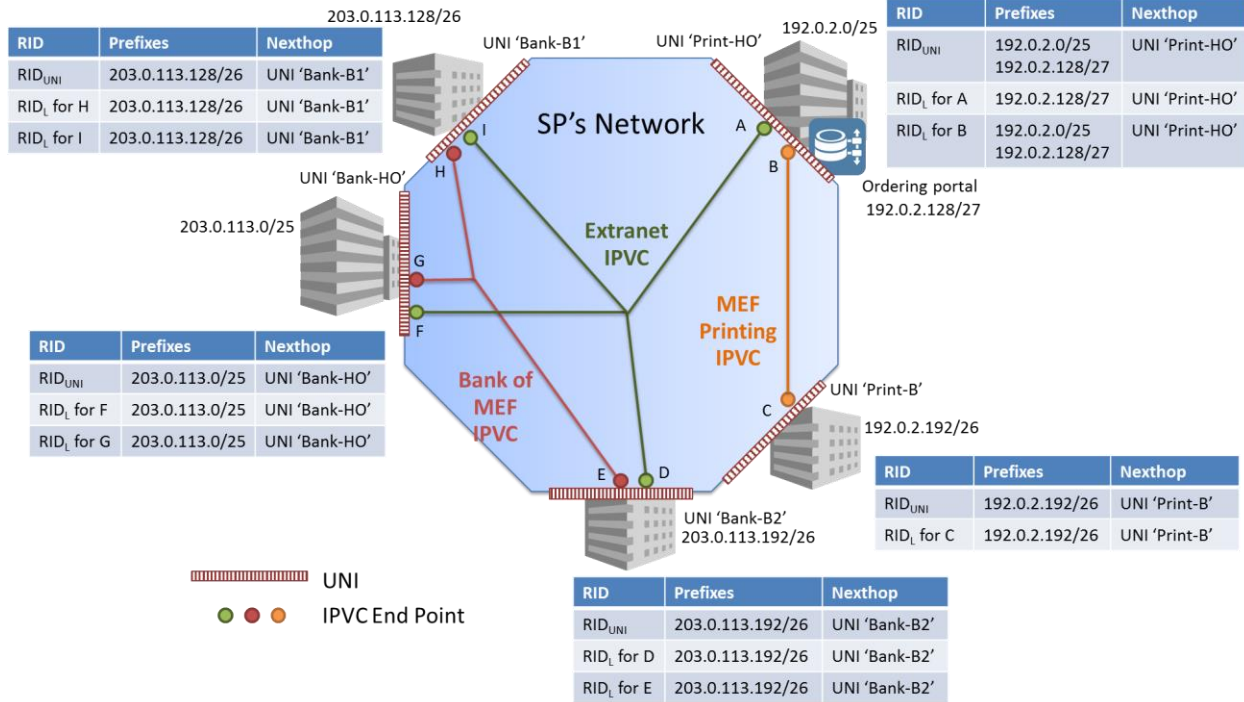 203.0.113.128/26
RID Prefixes Nexthop
RIDUNI 203.0.113.128/26 UNI ‘Bank-B1’
RIDL for H 203.0.113.128/26 UNI ‘Bank-B1’
RIDL for I 203.0.113.128/26 UNI ‘Bank-B1’
UNI ‘Bank-B1’
UNI ‘Print-HO’
192.0.2.0/25
RID Prefixes Nexthop
RIDUNI 192.0.2.0/25 UNI ‘Print-HO’
192.0.2.128/27
RIDL for A 192.0.2.128/27 UNI ‘Print-HO’
RIDL for B 192.0.2.0/25 UNI ‘Print-HO’
192.0.2.128/27
SP’s Network
I
A
H
B
UNI ‘Bank-HO’
Ordering portal
192.0.2.128/27
203.0.113.0/25
Extranet
IPVC
G
F
MEF
Printing
IPVC
RID Prefixes Nexthop
RIDUNI 203.0.113.0/25 UNI ‘Bank-HO’
RIDL for F 203.0.113.0/25 UNI ‘Bank-HO’
RIDL for G 203.0.113.0/25 UNI ‘Bank-HO’
Bank of
MEF
IPVC
UNI ‘Print-B’
C
192.0.2.192/26
E
D
RID Prefixes Nexthop
RIDUNI 192.0.2.192/26 UNI ‘Print-B’
RIDL for C 192.0.2.192/26 UNI ‘Print-B’
UNI ‘Bank-B2’
203.0.113.192/26
UNI
IPVC End Point
RID Prefixes Nexthop
RIDUNI 203.0.113.192/26 UNI ‘Bank-B2’
RIDL for D 203.0.113.192/26 UNI ‘Bank-B2’
RIDL for E 203.0.113.192/26 UNI ‘Bank-B2’